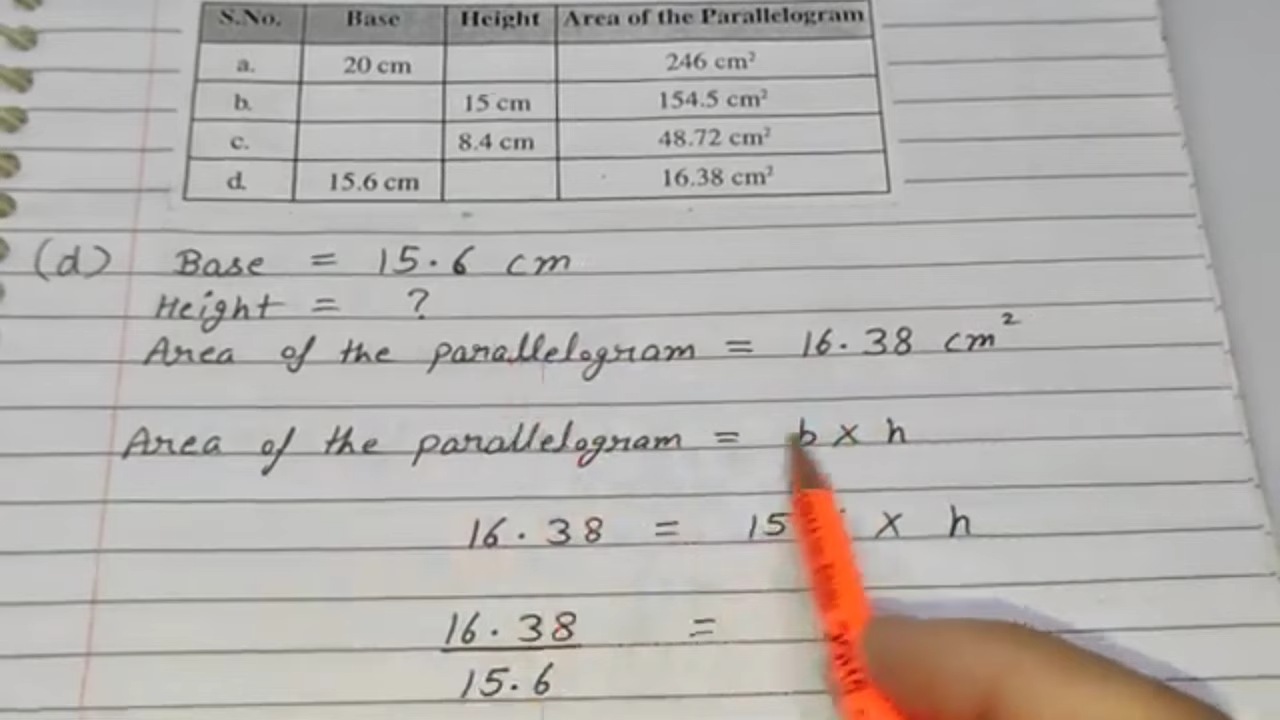 S.No. Base Height Area of the Parallelogram
a. 20 cm 246 cm²
b. 15 cm 154.5 cm²
c. 8.4 cm 48.72 cm²
d. 15.6 cm 16.38 cm²
(d) Base = 15.6 cm
Height = ?
Area of the parallelogram = 16.38 cm²
Area of the parallelogram = b × h
16.38 = 15 × h
16.38 =
15.6